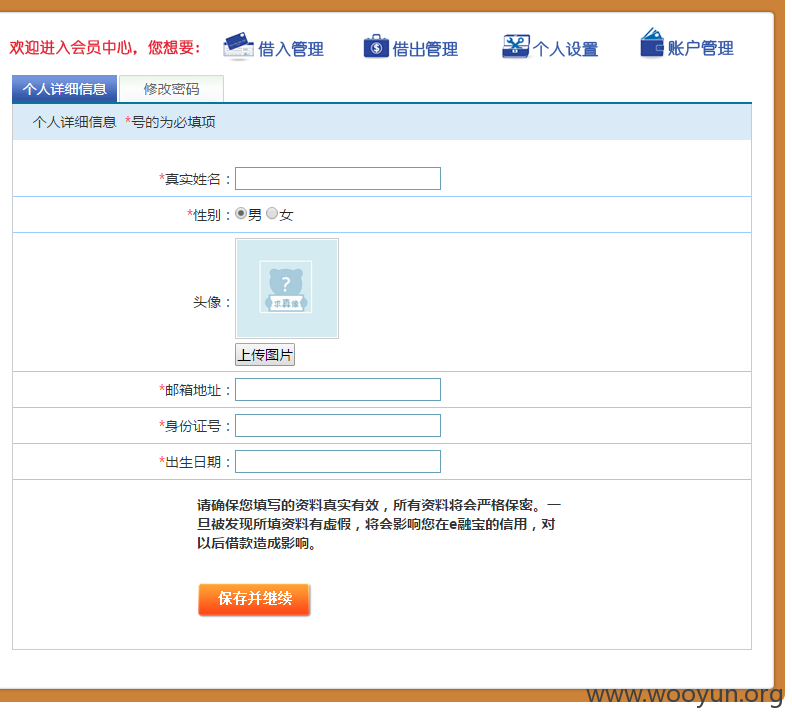 欢迎进入会员中心，您想要： 借入管理 借出管理 个人设置 账户管理
个人详细信息 修改密码
个人详细信息 *号的为必填项
*真实姓名：
*性别： 男 女
?
求真像
头像：
上传图片
*邮箱地址：
*身份证号：
*出生日期：
请确保您填写的资料真实有效，所有资料将会严格保密。一
旦被发现所填资料有虚假，将会影响您在e融宝的信用，对
以后借款造成影响。
保存并继续
www.wooyun.org